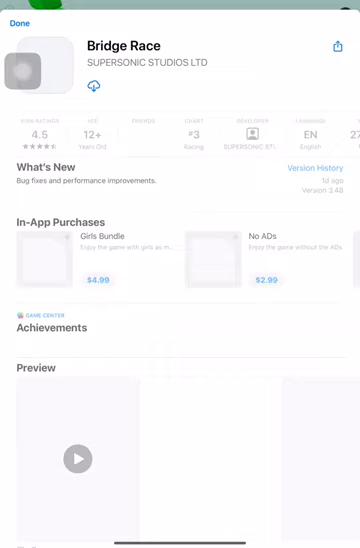 Done
Bridge Race
SUPERSONIC STUDIOS LTD
RATINGS AGE FRIENDS CHART DEVELOPER LANGUAGE
4.5 12+ #3 EN 27
Years Old Racing SUPERSONIC STU English
What's New Version History
Bug fixes and performance improvements. 1d ago
Version 3.48
In-App Purchases
Girls Bundle No ADs
Enjoy the game with girls as m... Enjoy the game without the ADs
$4.99 $2.99
GAME CENTER
Achievements
Preview